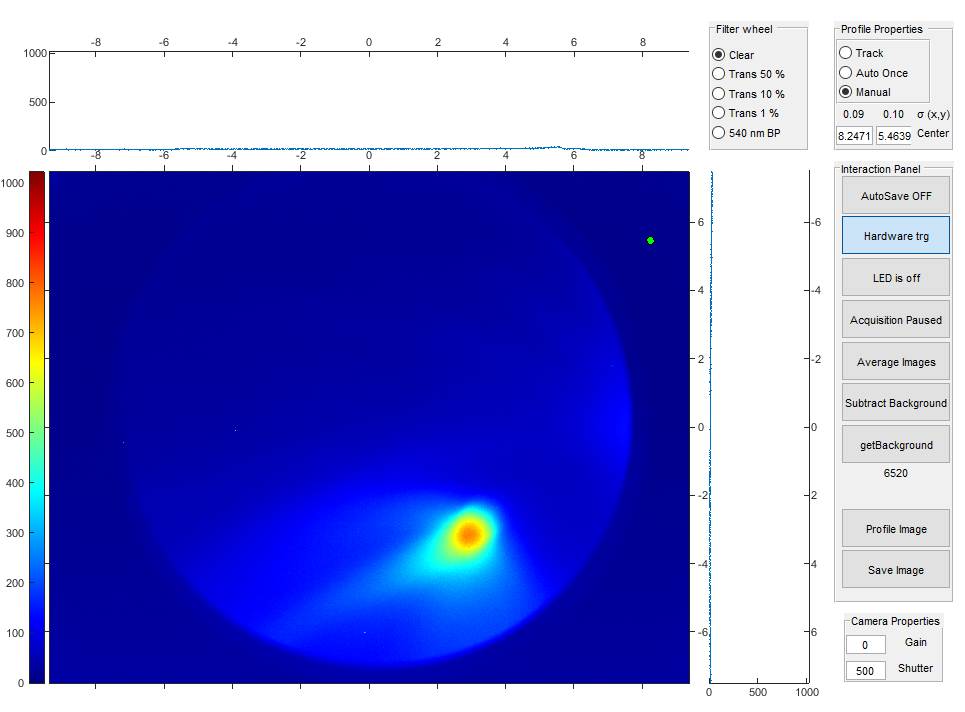 -8 -6 -4 -2 0 2 4 6 8
1000
500
0
-8 -6 -4 -2 0 2 4 6 8
Filter wheel
Clear
Trans 50 %
Trans 10 %
Trans 1 %
540 nm BP
Profile Properties
Track
Auto Once
Manual
0.09 0.10 σ (x,y)
8.2471 5.4639 Center
1000
900
800
700
600
500
400
300
200
100
0
6
4
2
0
-2
-4
-6
-6
-4
-2
0
2
4
6
0 500 1000
Interaction Panel
AutoSave OFF
Hardware trg
LED is off
Acquisition Paused
Average Images
Subtract Background
getBackground
6520
Profile Image
Save Image
Camera Properties
0 Gain
500 Shutter